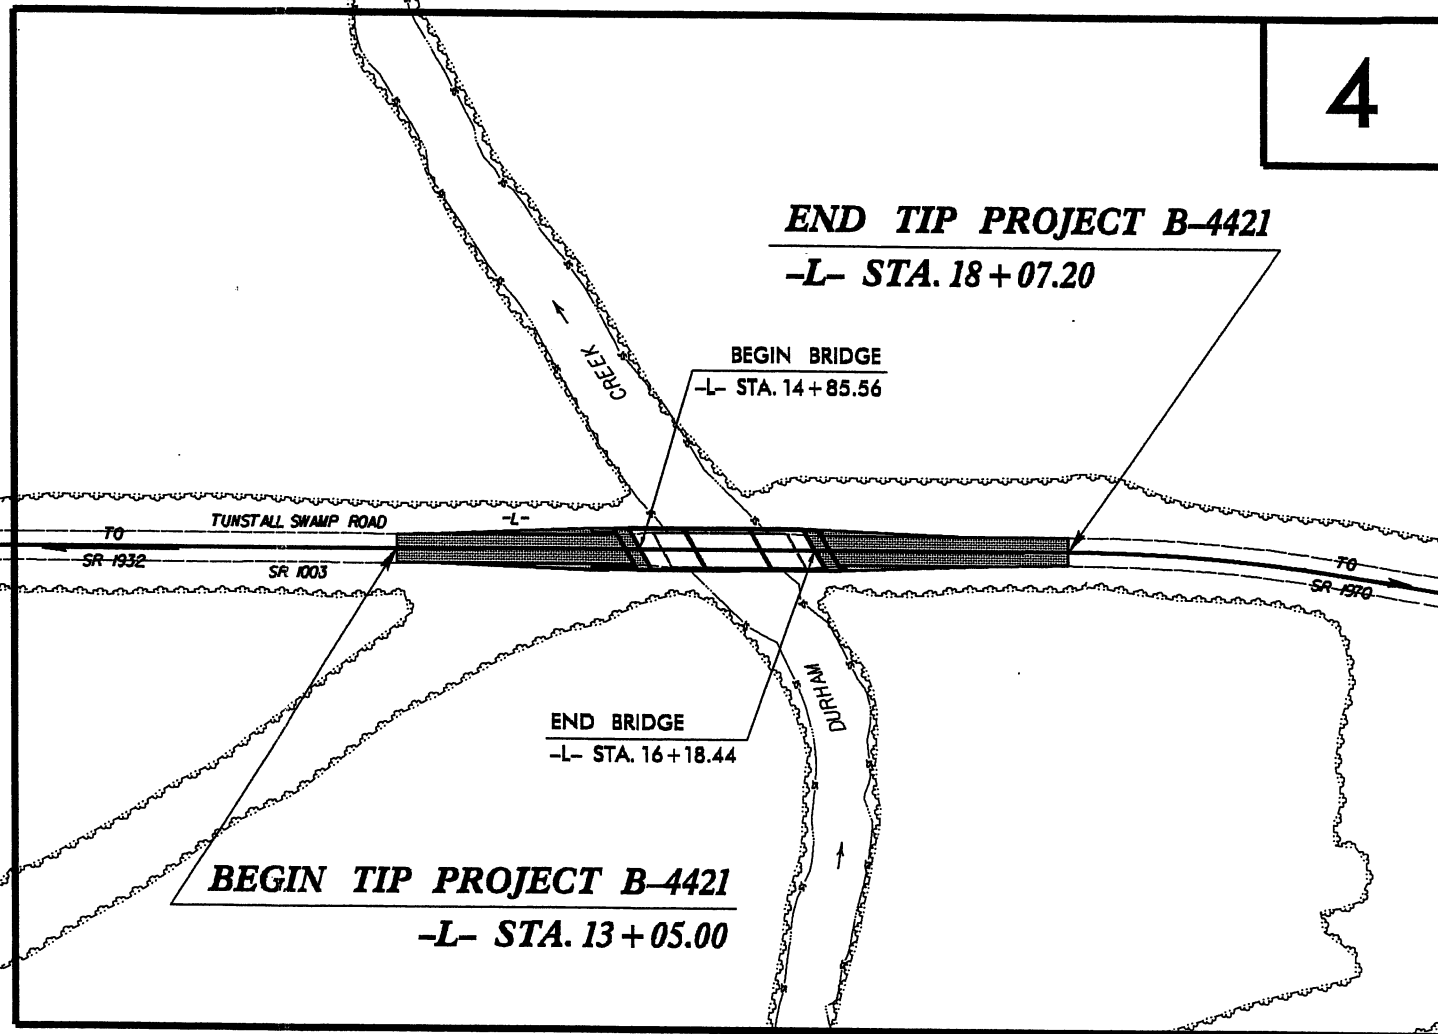 4
END TIP PROJECT B-4421
-L- STA. 18+07.20
BEGIN BRIDGE
-L- STA. 14+85.56
CREEK
TUNSTALL SWAMP ROAD
-L-
TO
SR 1932
SR 1003
TO
SR 1970
DURHAM
END BRIDGE
-L- STA. 16+18.44
BEGIN TIP PROJECT B-4421
-L- STA. 13+05.00